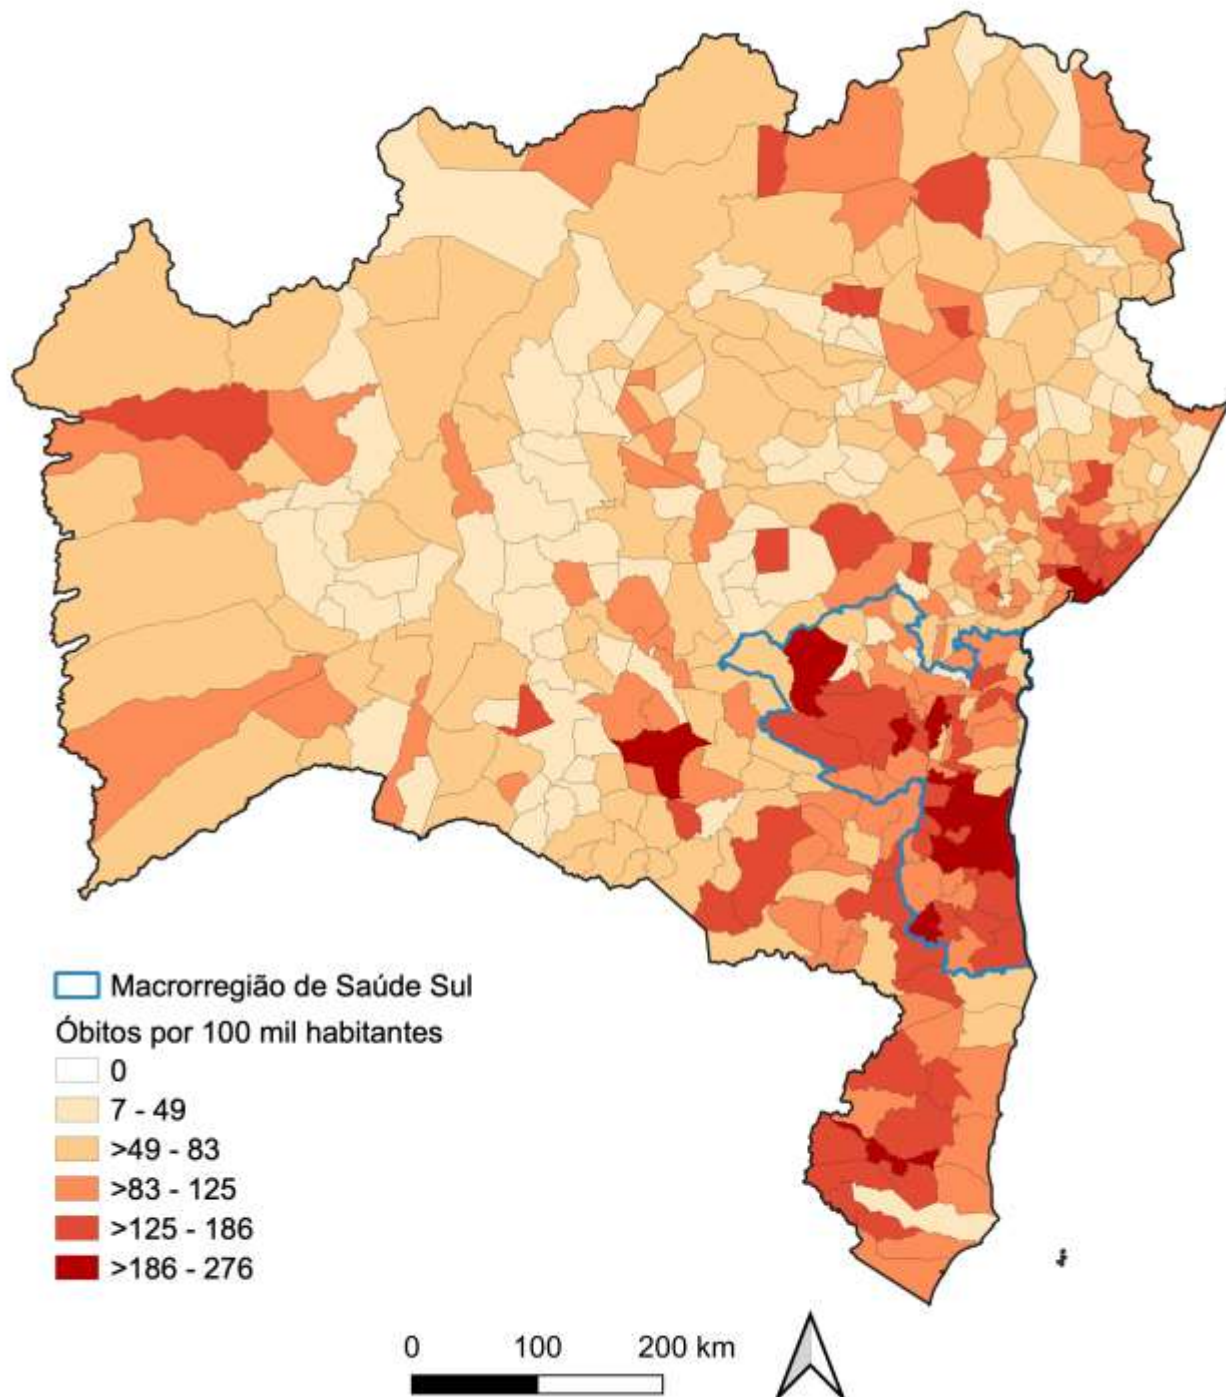 Macrorregião de Saúde Sul
Óbitos por 100 mil habitantes
0
7 - 49
>49 - 83
>83 - 125
>125 - 186
>186 - 276
0 100 200 km